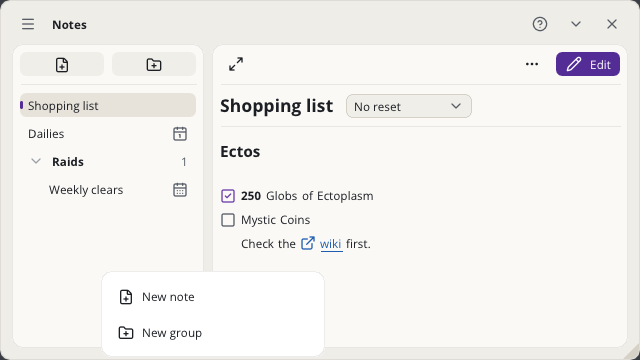 Notes
Edit
Shopping list
Dailies
Raids 1
Weekly clears
Shopping list No reset
Ectos
250 Globs of Ectoplasm
Mystic Coins
Check the wiki first.
New note
New group